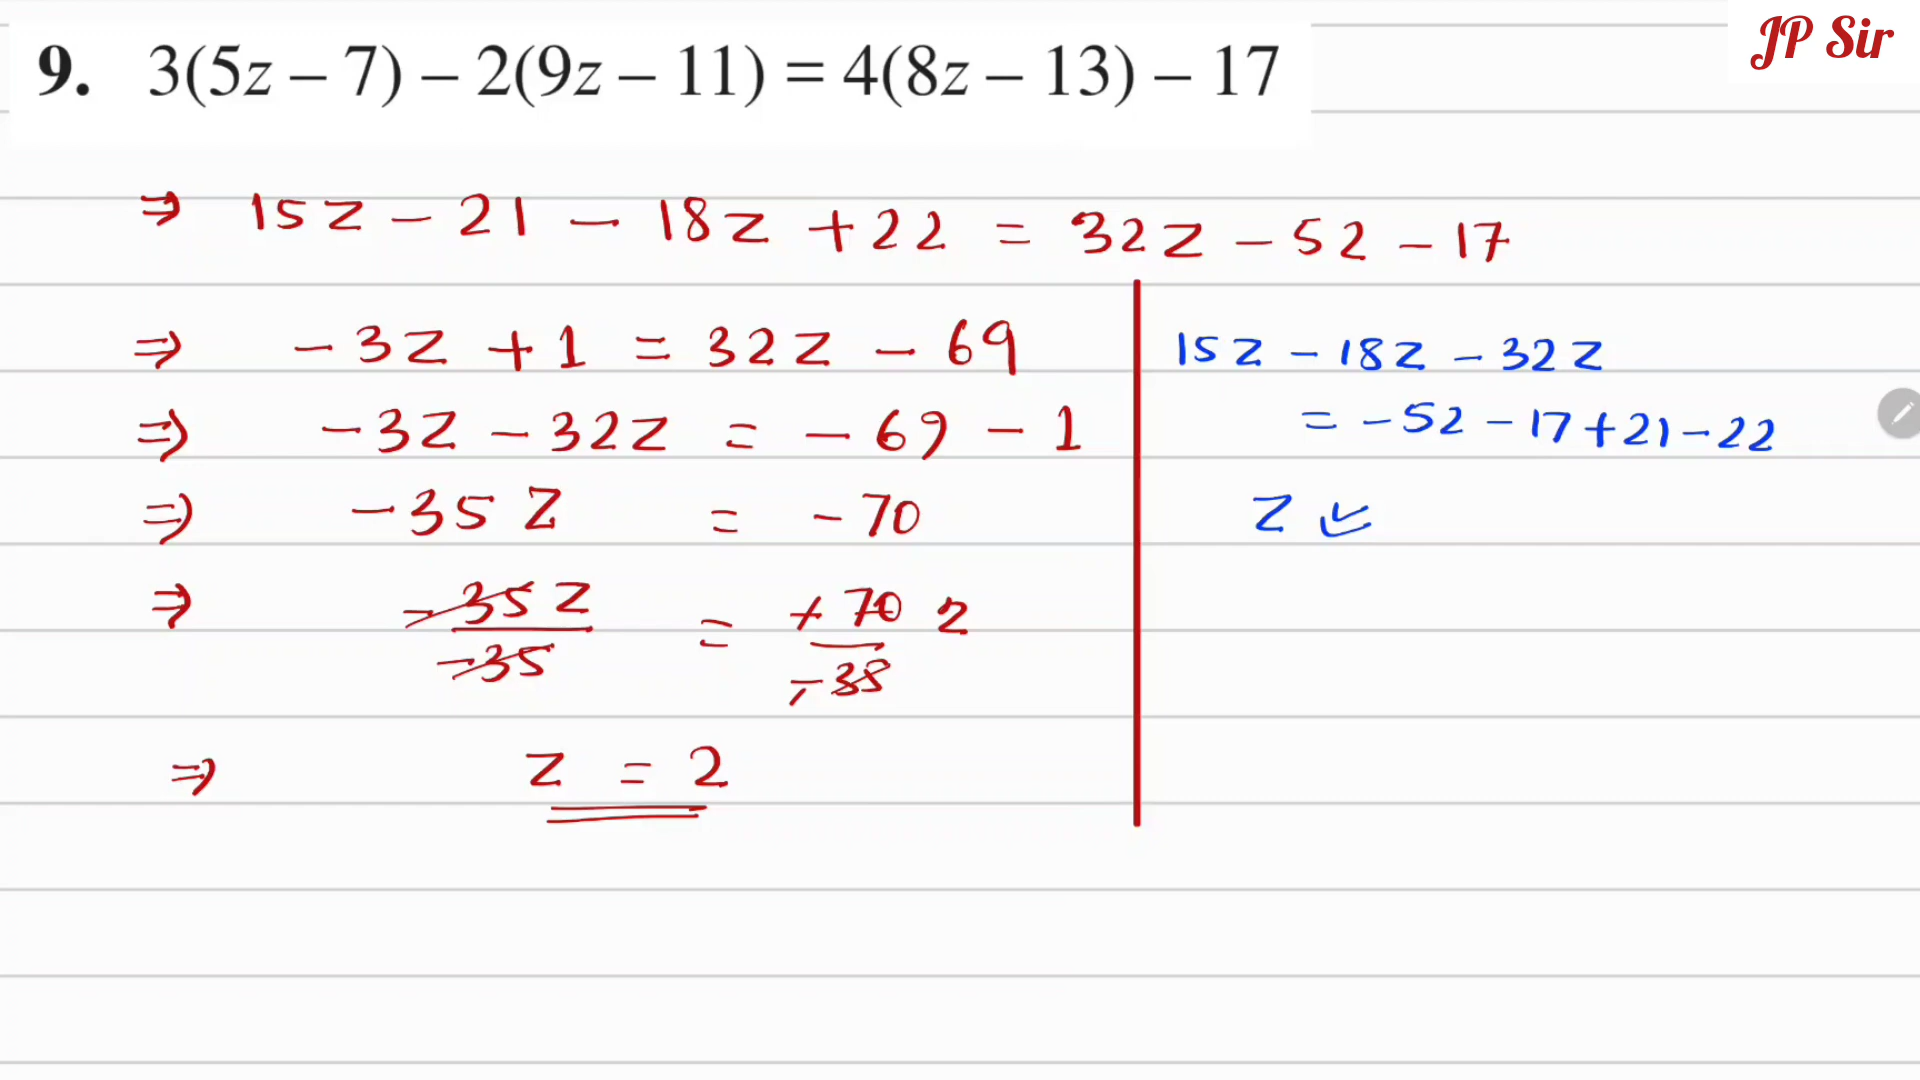 JP Sir
9. 3(5z – 7) – 2(9z – 11) = 4(8z – 13) – 17
⇒ 15z - 21 - 18z + 22 = 32z - 52 - 17
⇒ -3z + 1 = 32z - 69
⇒ -3z - 32z = -69 - 1
⇒ -35z = -70
⇒ -35z/-35 = +70/-35 2
⇒ z = 2
15z - 18z - 32z
= -52 - 17 + 21 - 22
z